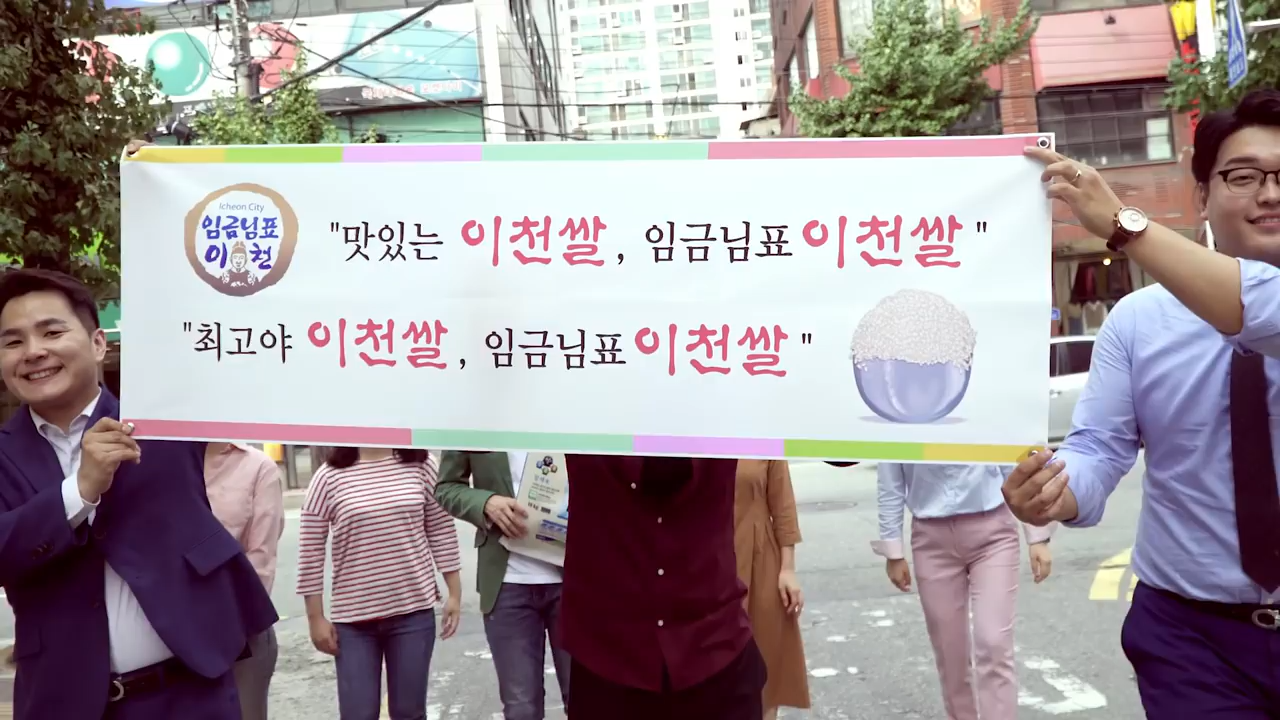 Icheon City
임금님표
이천
"맛있는 이천쌀, 임금님표 이천쌀"
"최고야 이천쌀, 임금님표 이천쌀"